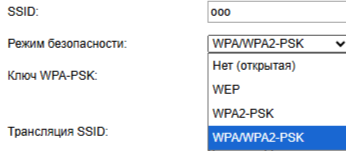 SSID: ooo
Режим безопасности: WPA/WPA2-PSK
Нет (открытая)
Ключ WPA-PSK:
WEP
WPA2-PSK
Трансляция SSID: WPA/WPA2-PSK